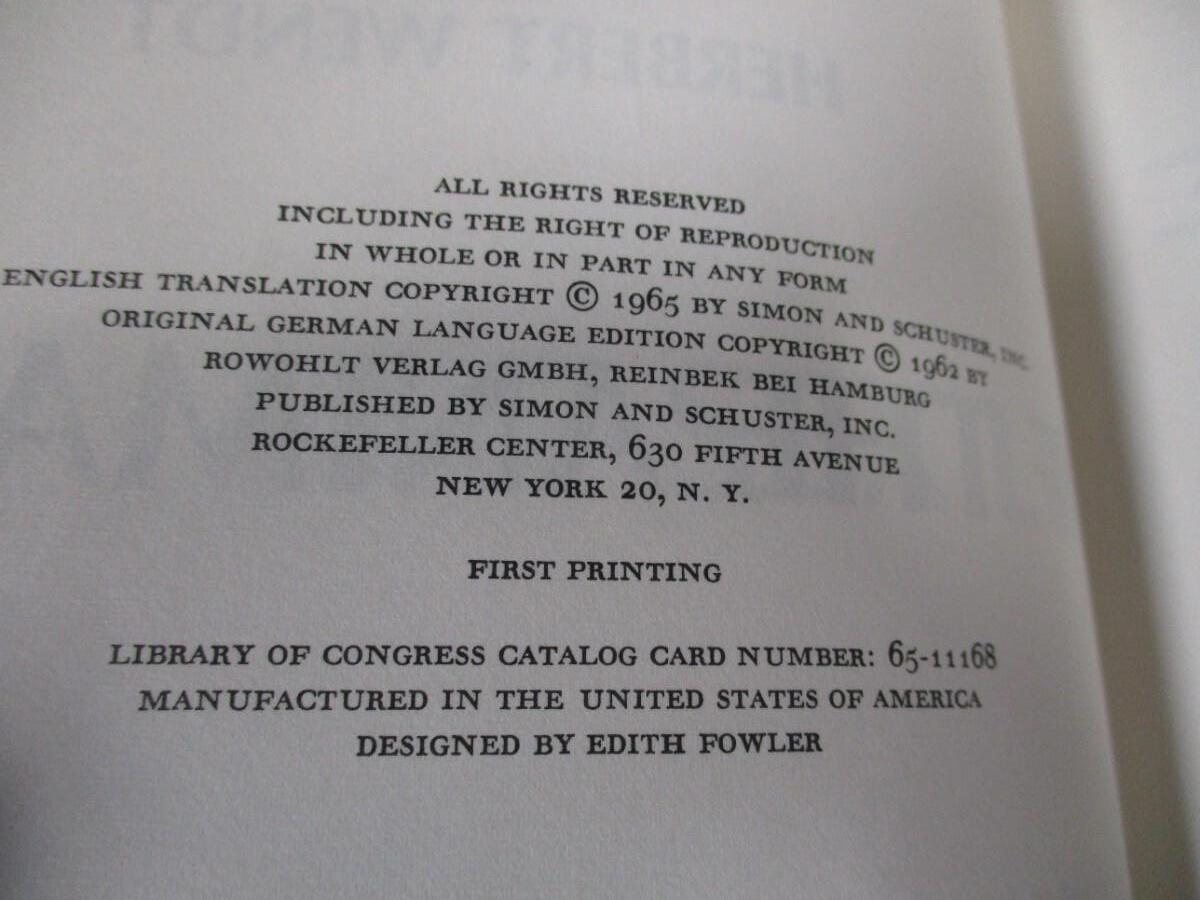 HERBERT WENDT
ALL RIGHTS RESERVED
INCLUDING THE RIGHT OF REPRODUCTION
IN WHOLE OR IN PART IN ANY FORM
ENGLISH TRANSLATION COPYRIGHT © 1965 BY SIMON AND SCHUSTER, INC.
ORIGINAL GERMAN LANGUAGE EDITION COPYRIGHT © 1962 BY
ROWOHLT VERLAG GMBH, REINBEK BEI HAMBURG
PUBLISHED BY SIMON AND SCHUSTER, INC.
ROCKEFELLER CENTER, 630 FIFTH AVENUE
NEW YORK 20, N. Y.
FIRST PRINTING
LIBRARY OF CONGRESS CATALOG CARD NUMBER: 65-11168
MANUFACTURED IN THE UNITED STATES OF AMERICA
DESIGNED BY EDITH FOWLER